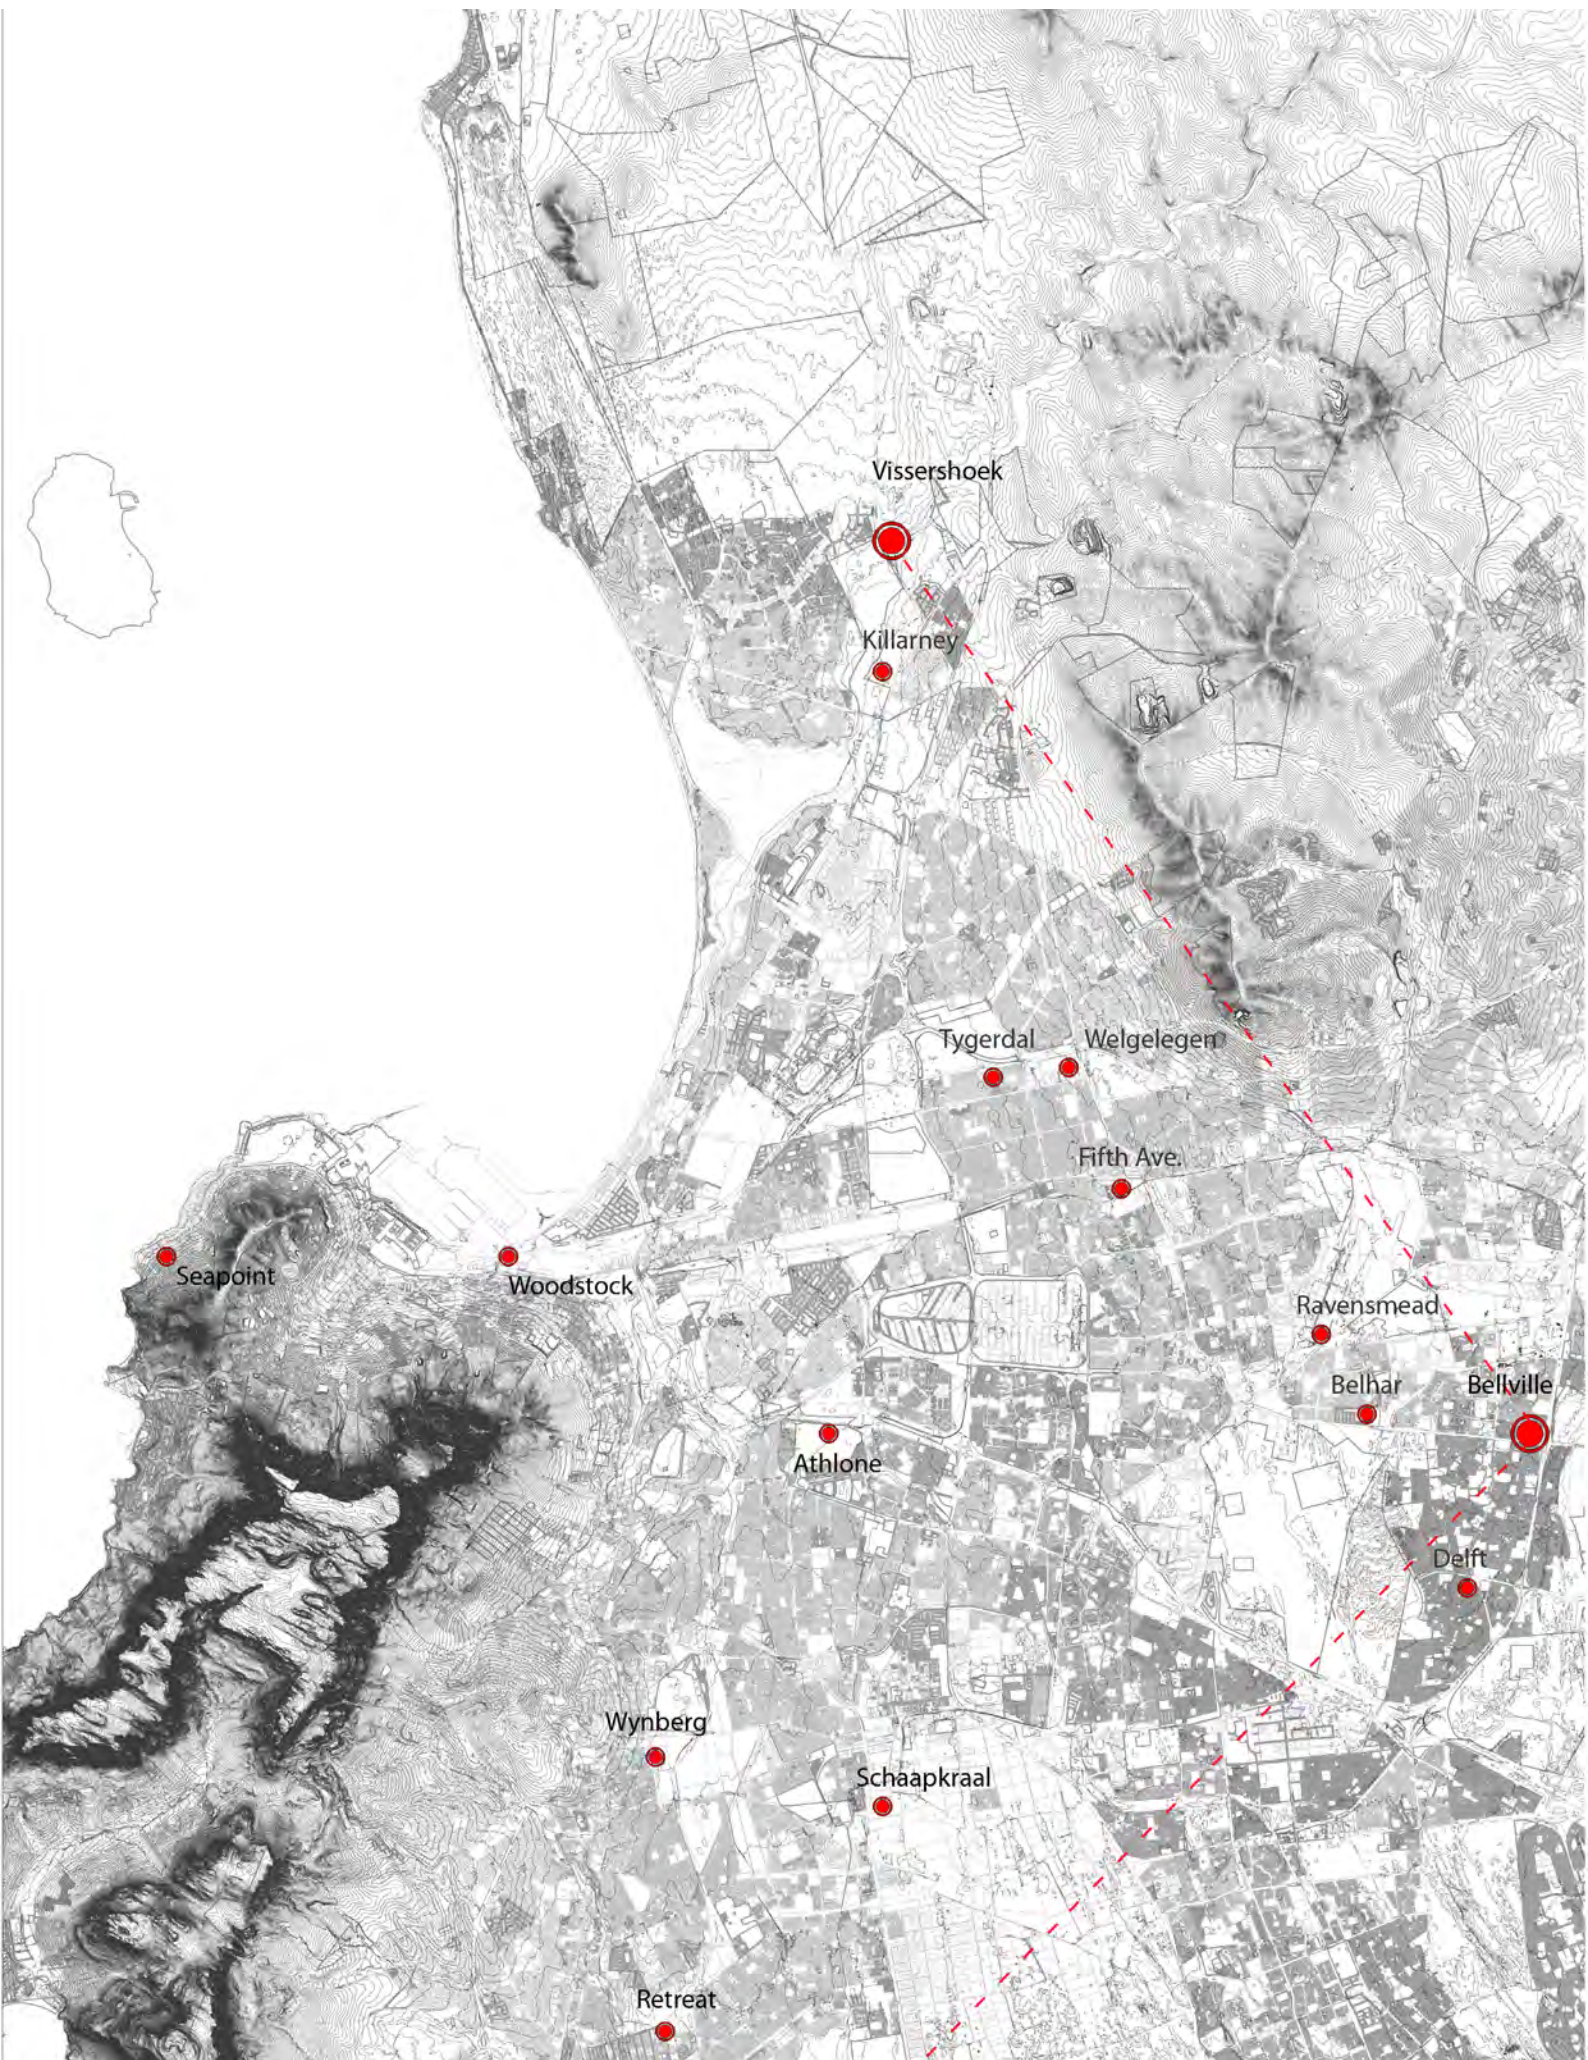 Vissershoek
Killarney
Tygerdal
Welgelegen
Fifth Ave.
Seapoint
Woodstock
Ravensmead
Belhar
Bellville
Athlone
Delft
Wynberg
Schaapkraal
Retreat